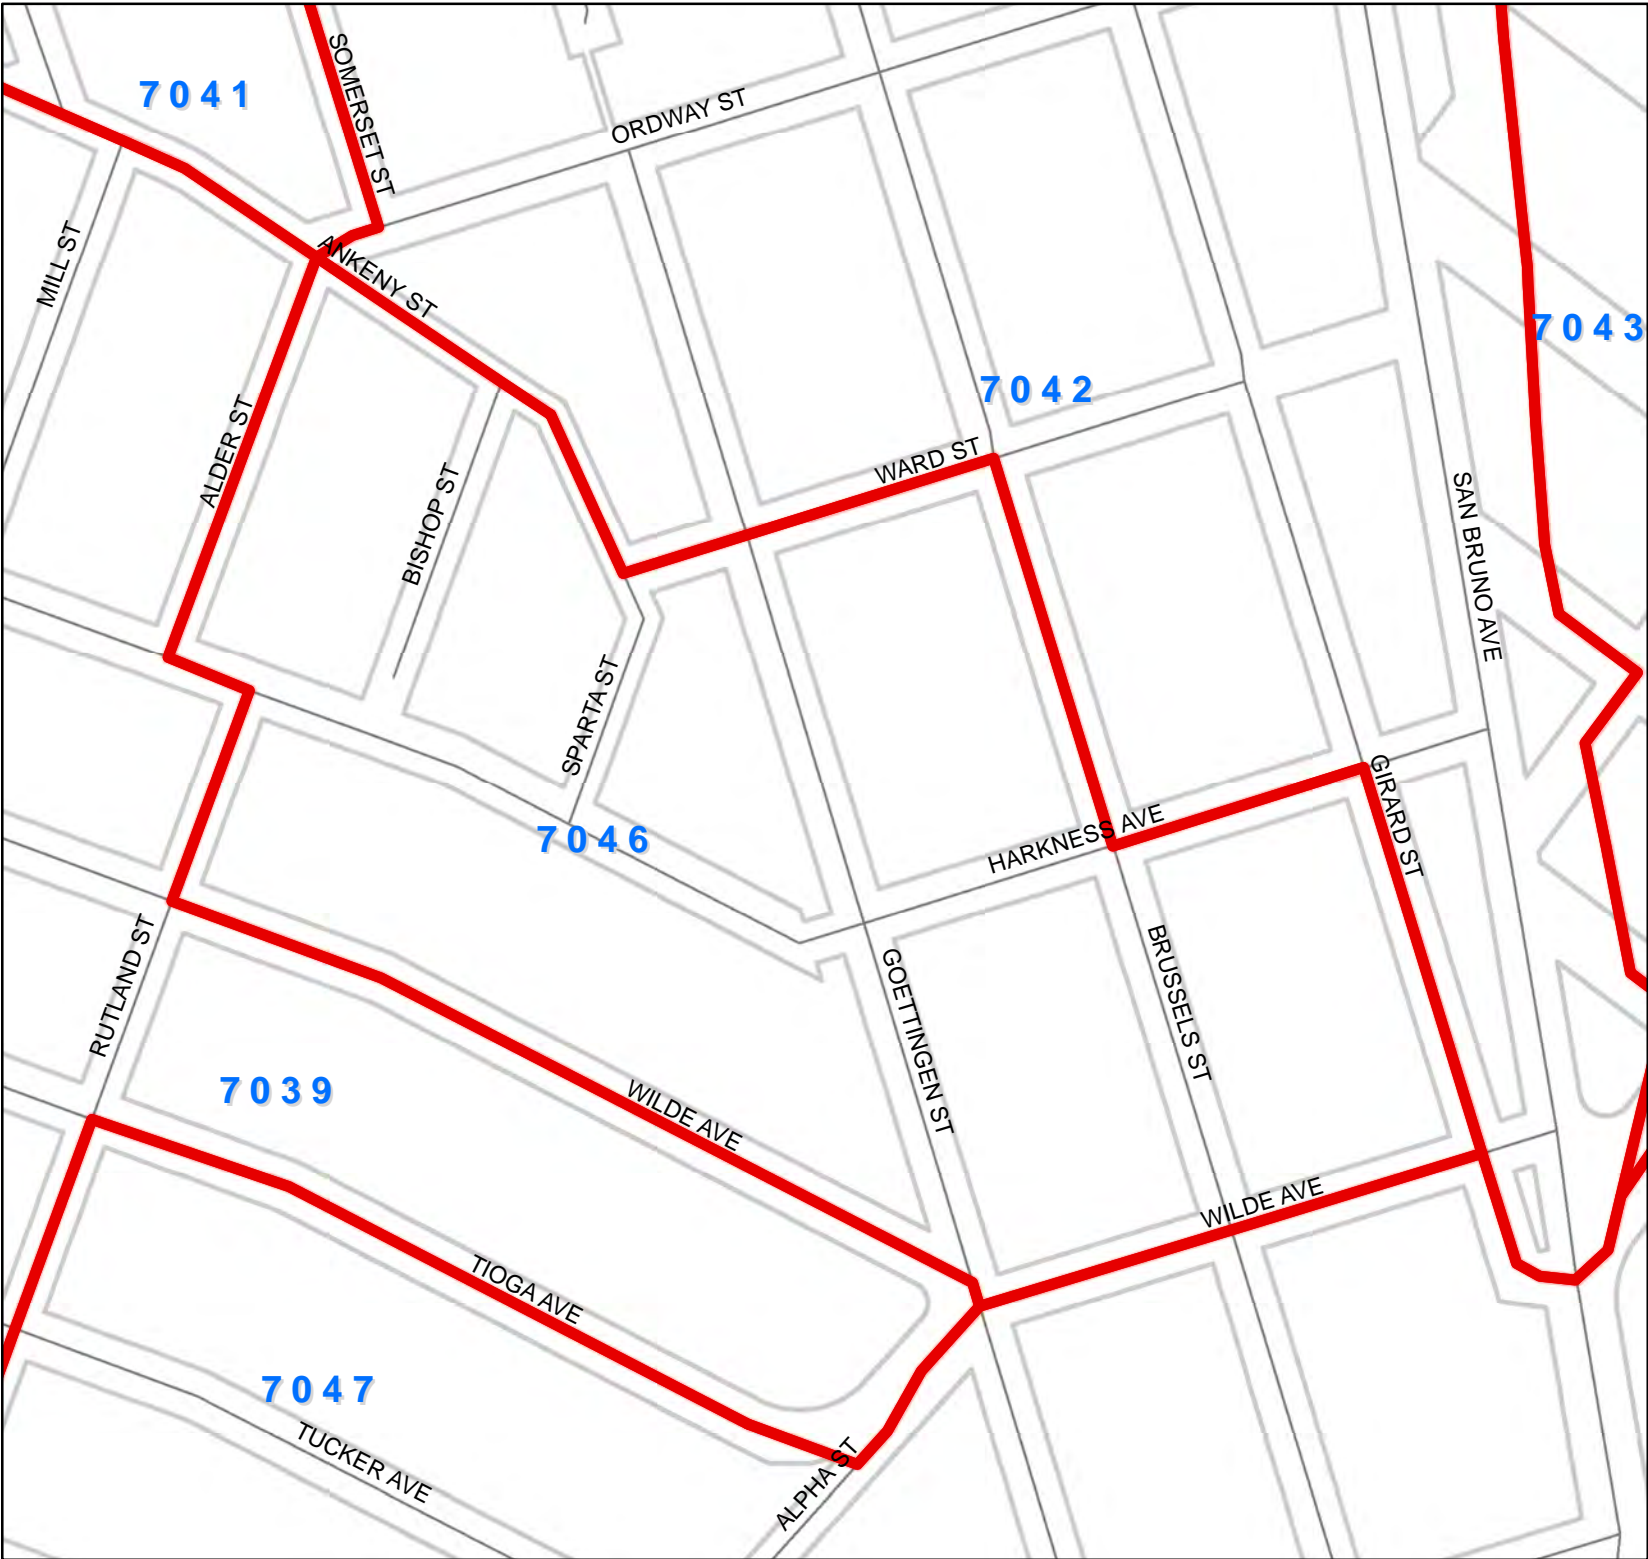 SOMERSET ST
7041
ORDWAY ST
MILL ST
ANKENY ST
7043
7042
ALDER ST
WARD ST
BISHOP ST
SAN BRUNO AVE
SPARTA ST
GIRARD ST
HARKNESS AVE
7046
RUTLAND ST
BRUSSELS ST
GOETTINGEN ST
7039
WILDE AVE
WILDE AVE
TIOGA AVE
7047
TUCKER AVE
ALPHA ST